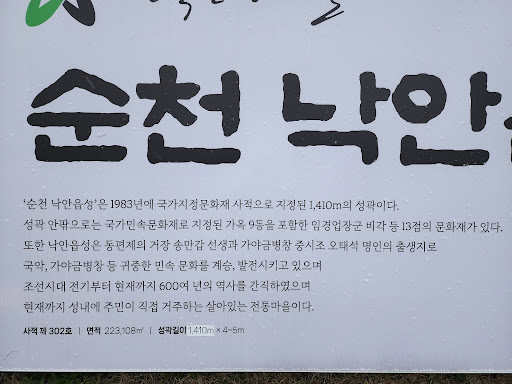 순천 낙안
'순천 낙안읍성'은 1983년에 국가지정문화재 사적으로 지정된 1,410m의 성곽이다.
성곽 안팎으로는 국가민속문화재로 지정된 가옥 9동을 포함한 임경업장군 비각 등 13점의 문화재가 있다.
또한 낙안읍성은 동편제의 거장 송만갑 선생과 가야금병창 중시조 오태석 명인의 출생지로
국악, 가야금병창 등 귀중한 민속 문화를 계승, 발전시키고 있으며
조선시대 전기부터 현재까지 600여 년의 역사를 간직하였으며
현재까지 성내에 주민이 직접 거주하는 살아있는 전통마을이다.
사적 제 302호 | 면적 223,108㎡ | 성곽길이 1,410m × 4~5m